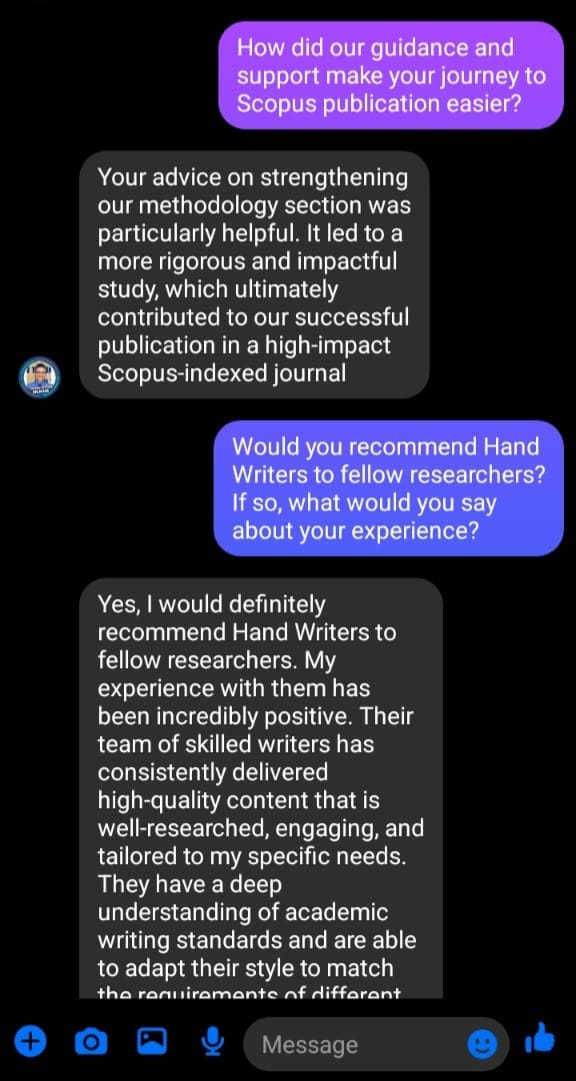 How did our guidance and
support make your journey to
Scopus publication easier?
Your advice on strengthening
our methodology section was
particularly helpful. It led to a
more rigorous and impactful
study, which ultimately
contributed to our successful
publication in a high-impact
Scopus-indexed journal
Would you recommend Hand
Writers to fellow researchers?
If so, what would you say
about your experience?
Yes, I would definitely
recommend Hand Writers to
fellow researchers. My
experience with them has
been incredibly positive. Their
team of skilled writers has
consistently delivered
high-quality content that is
well-researched, engaging, and
tailored to my specific needs.
They have a deep
understanding of academic
writing standards and are able
to adapt their style to match
the requirements of different
Message